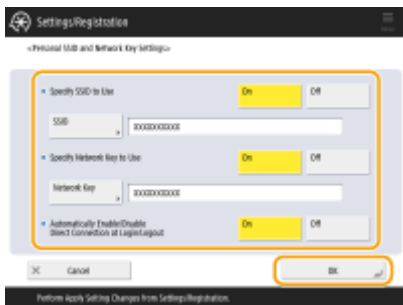 Settings/Registration
<Personal SSID and Network Key Settings>
Specify SSID to Use
On
Off
SSID
XXXXXXXXXXX
Specify Network Key to Use
On
Off
Network Key
XXXXXXXXXXX
Automatically Enable/Disable
Direct Connection at Login/Logout
On
Off
Cancel
OK
Perform Apply Setting Changes from Settings/Registration.